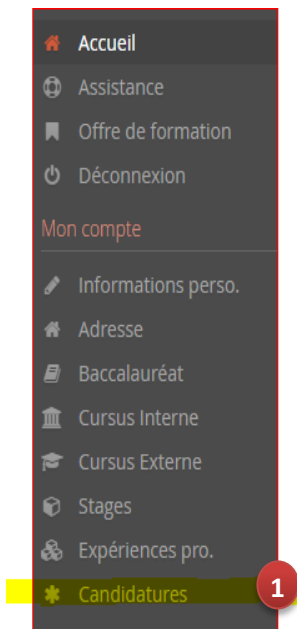 Accueil
Assistance
Offre de formation
Déconnexion
Mon compte
Informations perso.
Adresse
Baccalauréat
Cursus Interne
Cursus Externe
Stages
Expériences pro.
Candidatures 1